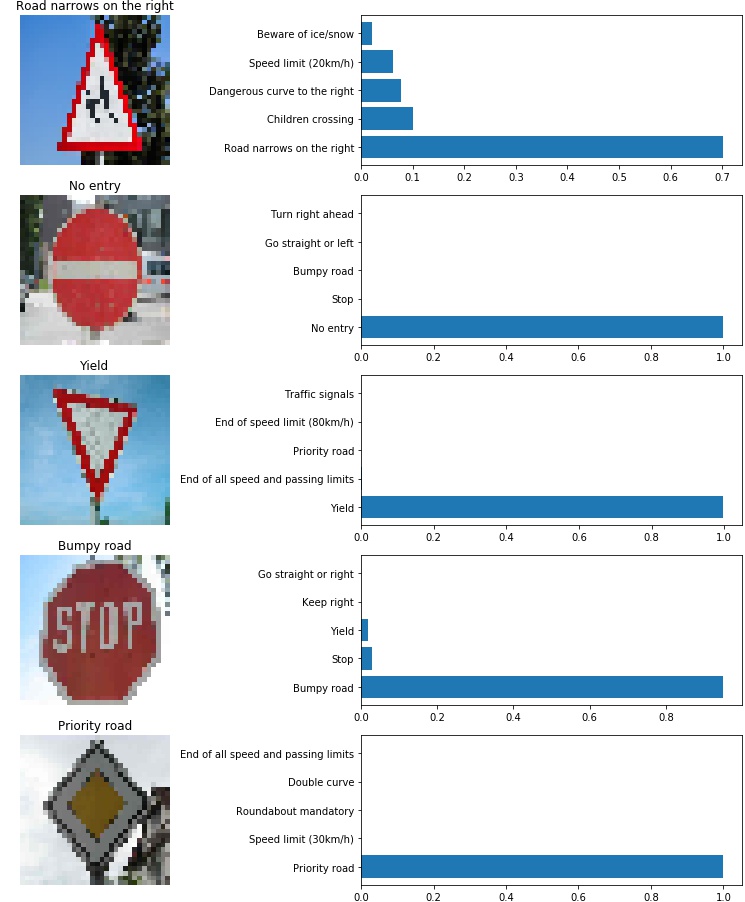 Road narrows on the right
Beware of ice/snow
Speed limit (20km/h)
Dangerous curve to the right
Children crossing
Road narrows on the right
0.0 0.1 0.2 0.3 0.4 0.5 0.6 0.7
No entry
Turn right ahead
Go straight or left
Bumpy road
Stop
No entry
0.0 0.2 0.4 0.6 0.8 1.0
Yield
Traffic signals
End of speed limit (80km/h)
Priority road
End of all speed and passing limits
Yield
0.0 0.2 0.4 0.6 0.8 1.0
Bumpy road
STOP
Go straight or right
Keep right
Yield
Stop
Bumpy road
0.0 0.2 0.4 0.6 0.8
Priority road
End of all speed and passing limits
Double curve
Roundabout mandatory
Speed limit (30km/h)
Priority road
0.0 0.2 0.4 0.6 0.8 1.0